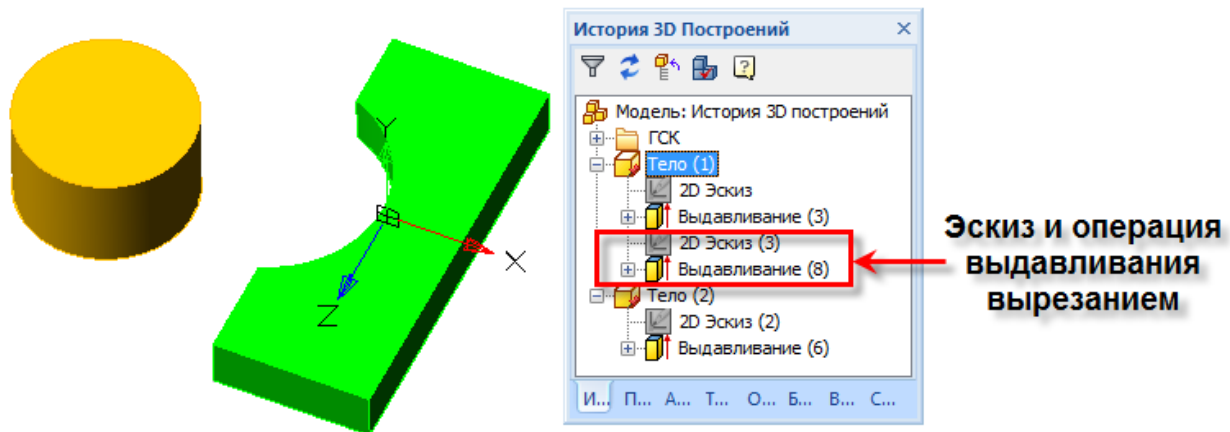 Y
X
Z
История 3D Построений
Модель: История 3D построений
ГСК
Тело (1)
2D Эскиз
Выдавливание (3)
2D Эскиз (3)
Выдавливание (8)
Тело (2)
2D Эскиз (2)
Выдавливание (6)
И... П... А... Т... О... Б... В... С...
Эскиз и операция
выдавливания
вырезанием